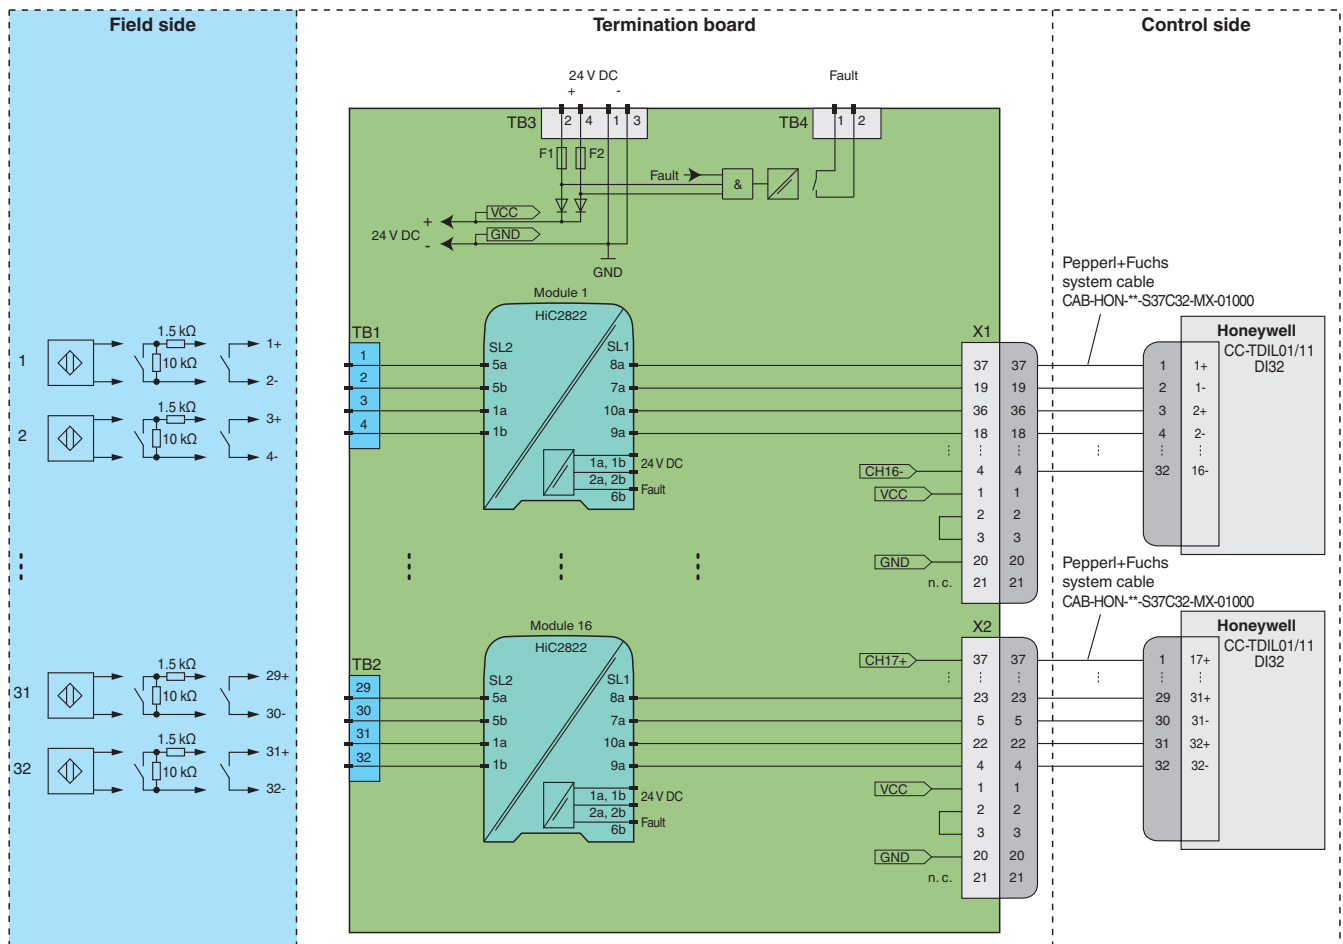 Field side
Termination board
Control side
24 V DC
+ -
Fault
TB3 2 4 1 3
TB4 1 2
F1 F2
Fault
&
VCC
+
24 V DC
-
GND
GND
Module 1
HiC2822
Pepperl+Fuchs
system cable
CAB-HON-**-S37C32-MX-01000
TB1
X1
Honeywell
CC-TDIL01/11
DI32
SL2 SL1
1
1.5 kΩ
10 kΩ
1+
2-
2
1.5 kΩ
10 kΩ
3+
4-
1 5a 8a 37 37 1 1+
2 5b 7a 19 19 2 1-
3 1a 10a 36 36 3 2+
4 1b 9a 18 18 4 2-
1a, 1b 24 V DC
2a, 2b
6b Fault
CH16- 4 4 32 16-
VCC 1 1
2 2
3 3
GND 20 20
n. c. 21 21
Pepperl+Fuchs
system cable
CAB-HON-**-S37C32-MX-01000
Module 16
HiC2822
TB2
X2
Honeywell
CC-TDIL01/11
DI32
SL2 SL1
31
1.5 kΩ
10 kΩ
29+
30-
32
1.5 kΩ
10 kΩ
31+
32-
CH17+ 37 37 1 17+
29 5a 8a 23 23 29 31+
30 5b 7a 5 5 30 31-
31 1a 10a 22 22 31 32+
32 1b 9a 4 4 32 32-
1a, 1b 24 V DC
2a, 2b
6b Fault
VCC 1 1
2 2
3 3
GND 20 20
n. c. 21 21